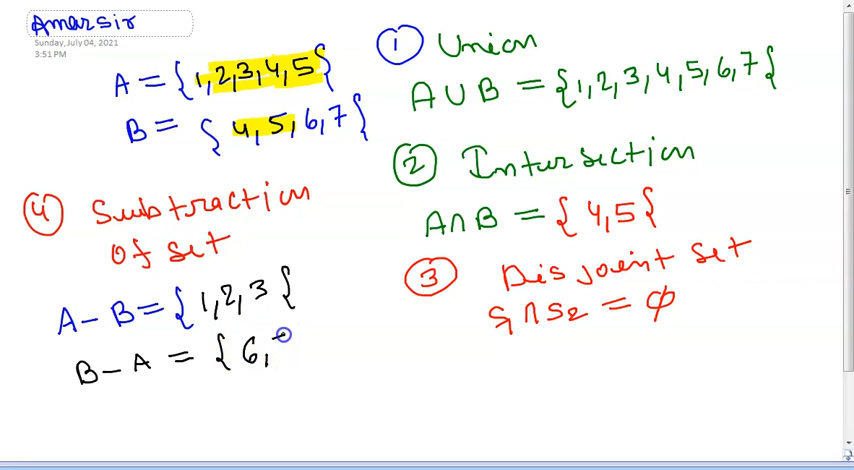 Amarsir
Sunday, July 04, 2021
3:51 PM
A = {1,2,3,4,5}
B = {4,5,6,7}
① Union
A ∪ B = {1,2,3,4,5,6,7}
② Intersection
A ∩ B = {4,5}
③ Disjoint set
S1 ∩ S2 = ϕ
④ Subtraction
Of set
A - B = {1,2,3}
B - A = {6,